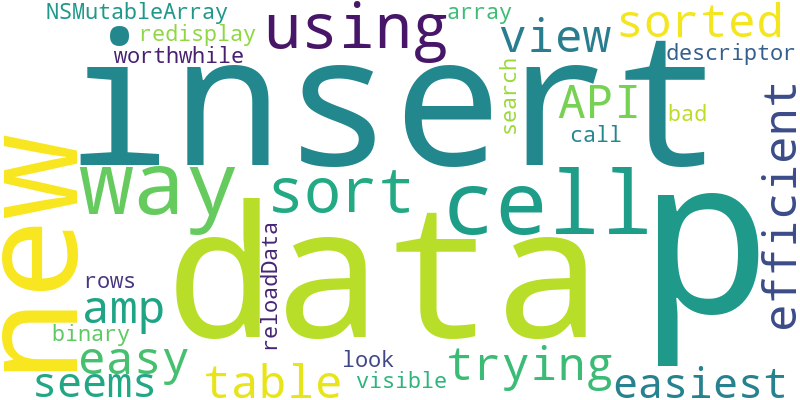 NSMutableArray
using
array
sorted
redisplay
view
worthwhile
descriptor
insert
search
API
bad
call
new
way
sort
cell
efficient
data
p
reloadData
rows
amp
binary
easy
look
trying
seems
table
visible
easiest